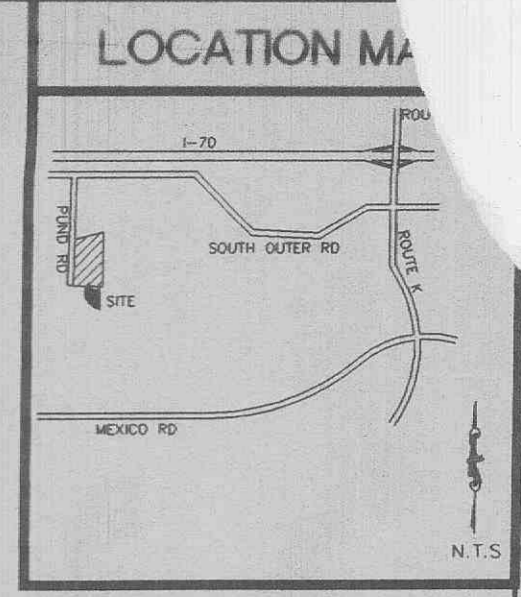 LOCATION MA
ROU
I-70
PUND RD
SOUTH OUTER RD
ROUTE K
SITE
MEXICO RD
N.T.S